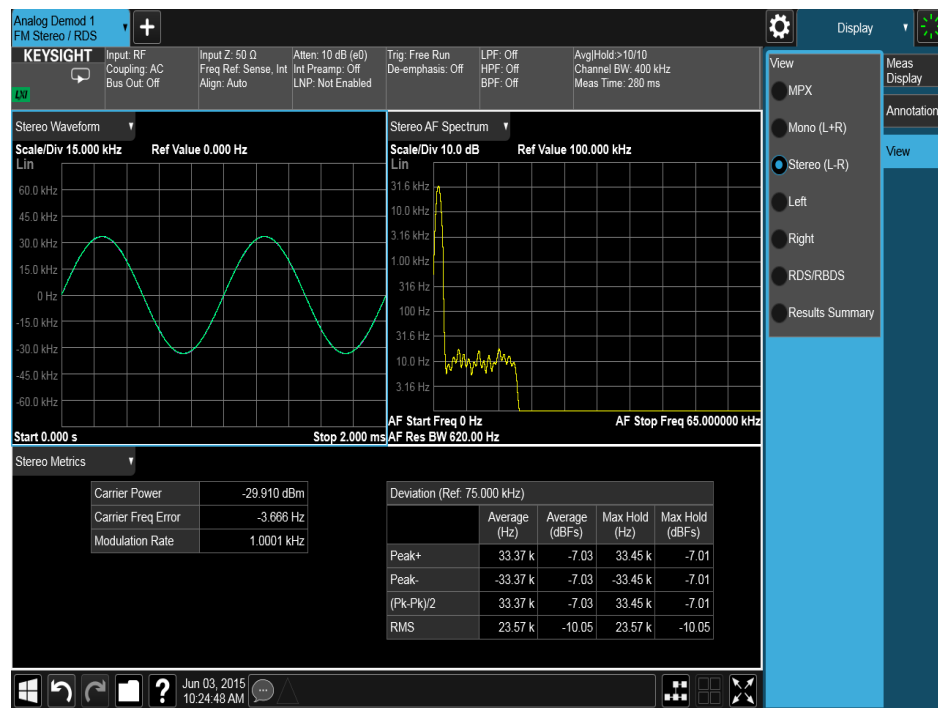 Analog Demod 1
FM Stereo / RDS
Display
KEYSIGHT
LXI
Input: RF
Coupling: AC
Bus Out: Off
Input Z: 50 Ω
Freq Ref: Sense, Int
Align: Auto
Atten: 10 dB (e0)
Int Preamp: Off
LNP: Not Enabled
Trig: Free Run
De-emphasis: Off
LPF: Off
HPF: Off
BPF: Off
Avg|Hold:>10/10
Channel BW: 400 kHz
Meas Time: 280 ms
Stereo Waveform
Scale/Div 15.000 kHz Ref Value 0.000 Hz
Lin
60.0 kHz
45.0 kHz
30.0 kHz
15.0 kHz
0 Hz
-15.0 kHz
-30.0 kHz
-45.0 kHz
-60.0 kHz
Start 0.000 s Stop 2.000 ms
Stereo AF Spectrum
Scale/Div 10.0 dB Ref Value 100.000 kHz
Lin
31.6 kHz
10.0 kHz
3.16 kHz
1.00 kHz
316 Hz
100 Hz
31.6 Hz
10.0 Hz
3.16 Hz
AF Start Freq 0 Hz AF Stop Freq 65.000000 kHz
AF Res BW 620.00 Hz
Stereo Metrics
Carrier Power -29.910 dBm
Carrier Freq Error -3.666 Hz
Modulation Rate 1.0001 kHz
Deviation (Ref: 75.000 kHz)
Average (Hz) Average (dBFs) Max Hold (Hz) Max Hold (dBFs)
Peak+ 33.37 k -7.03 33.45 k -7.01
Peak- -33.37 k -7.03 -33.45 k -7.01
(Pk-Pk)/2 33.37 k -7.03 33.45 k -7.01
RMS 23.57 k -10.05 23.57 k -10.05
View
MPX
Mono (L+R)
Stereo (L-R)
Left
Right
RDS/RBDS
Results Summary
Meas
Display
Annotation
View
?
Jun 03, 2015
10:24:48 AM